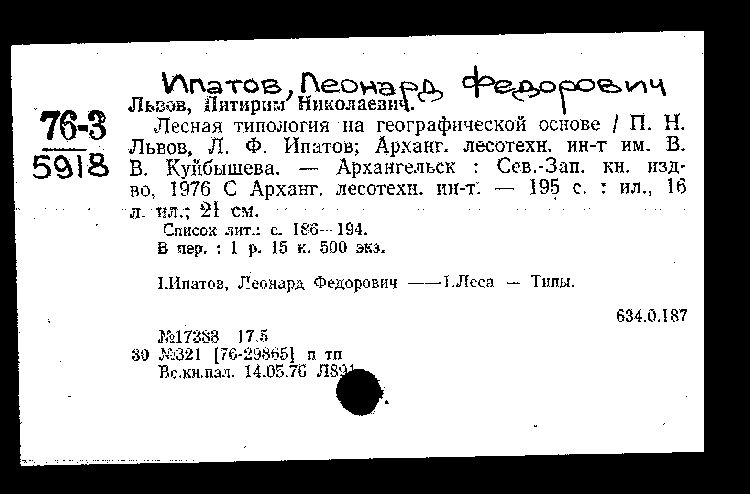 Ипатов, Леонард Федорович
Львов, Питирим Николаевич.
76-3
5918
Лесная типология на географической основе / П. Н.
Львов, Л. Ф. Ипатов; Арханг. лесотехн. ин-т им. В.
В. Куйбышева. — Архангельск : Сев.-Зап. кн. изд-
во, 1976 С Арханг. лесотехн. ин-т. — 195 с. : ил., 16
л. ил.; 21 см.
Список лит.: с. 186—194.
В пер. : 1 р. 15 к. 500 экз.
I.Ипатов, Леонард Федорович ——1.Леса — Типы.
634.0.187
№17388 17.5
30 №321 [76-29865] п тп
Вс.кн.пал. 14.05.76 Л891